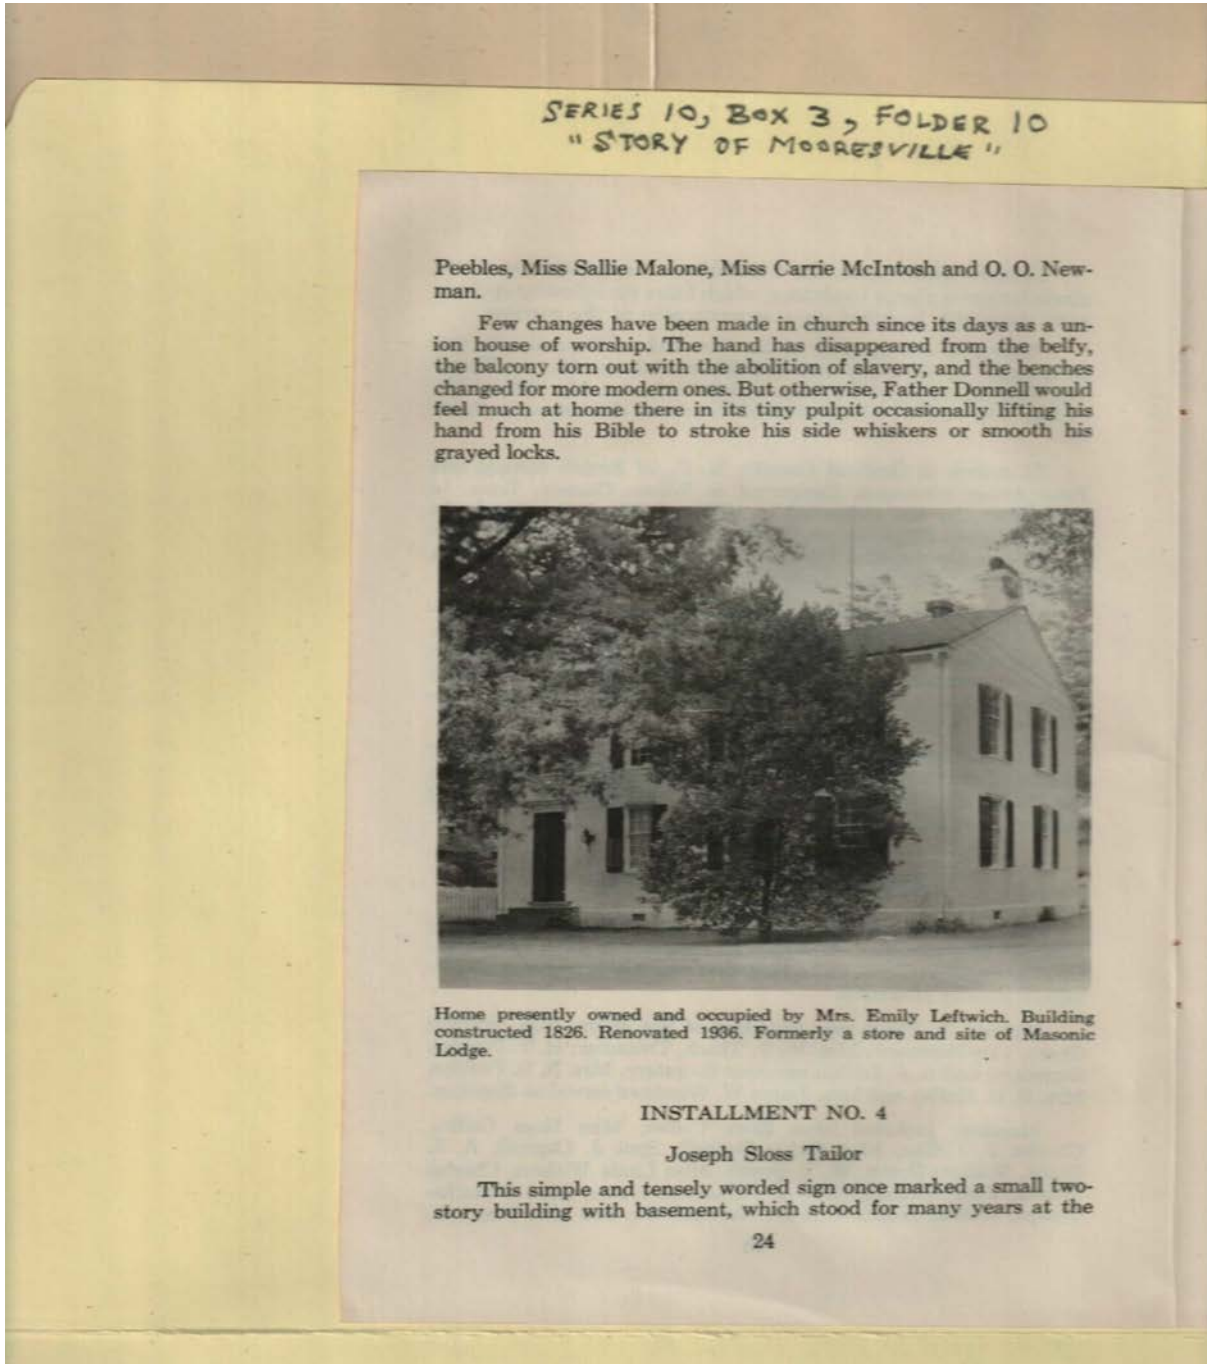 SERIES 10, BOX 3, FOLDER 10
"STORY OF MOORESVILLE"
Peebles, Miss Sallie Malone, Miss Carrie McIntosh and O. O. New-
man.
Few changes have been made in church since its days as a un-
ion house of worship. The hand has disappeared from the belfy,
the balcony torn out with the abolition of slavery, and the benches
changed for more modern ones. But otherwise, Father Donnell would
feel much at home there in its tiny pulpit occasionally lifting his
hand from his Bible to stroke his side whiskers or smooth his
grayed locks.
Home presently owned and occupied by Mrs. Emily Leftwich. Building
constructed 1826. Renovated 1936. Formerly a store and site of Masonic
Lodge.
INSTALLMENT NO. 4
Joseph Sloss Tailor
This simple and tensely worded sign once marked a small two-
story building with basement, which stood for many years at the
24